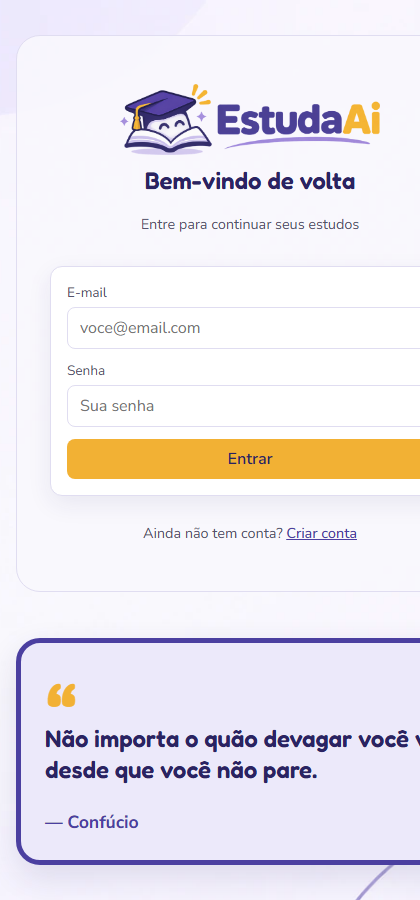 EstudaAi
Bem-vindo de volta
Entre para continuar seus estudos
E-mail
voce@email.com
Senha
Sua senha
Entrar
Ainda não tem conta? Criar conta
“
Não importa o quão devagar você
desde que você não pare.
— Confúcio